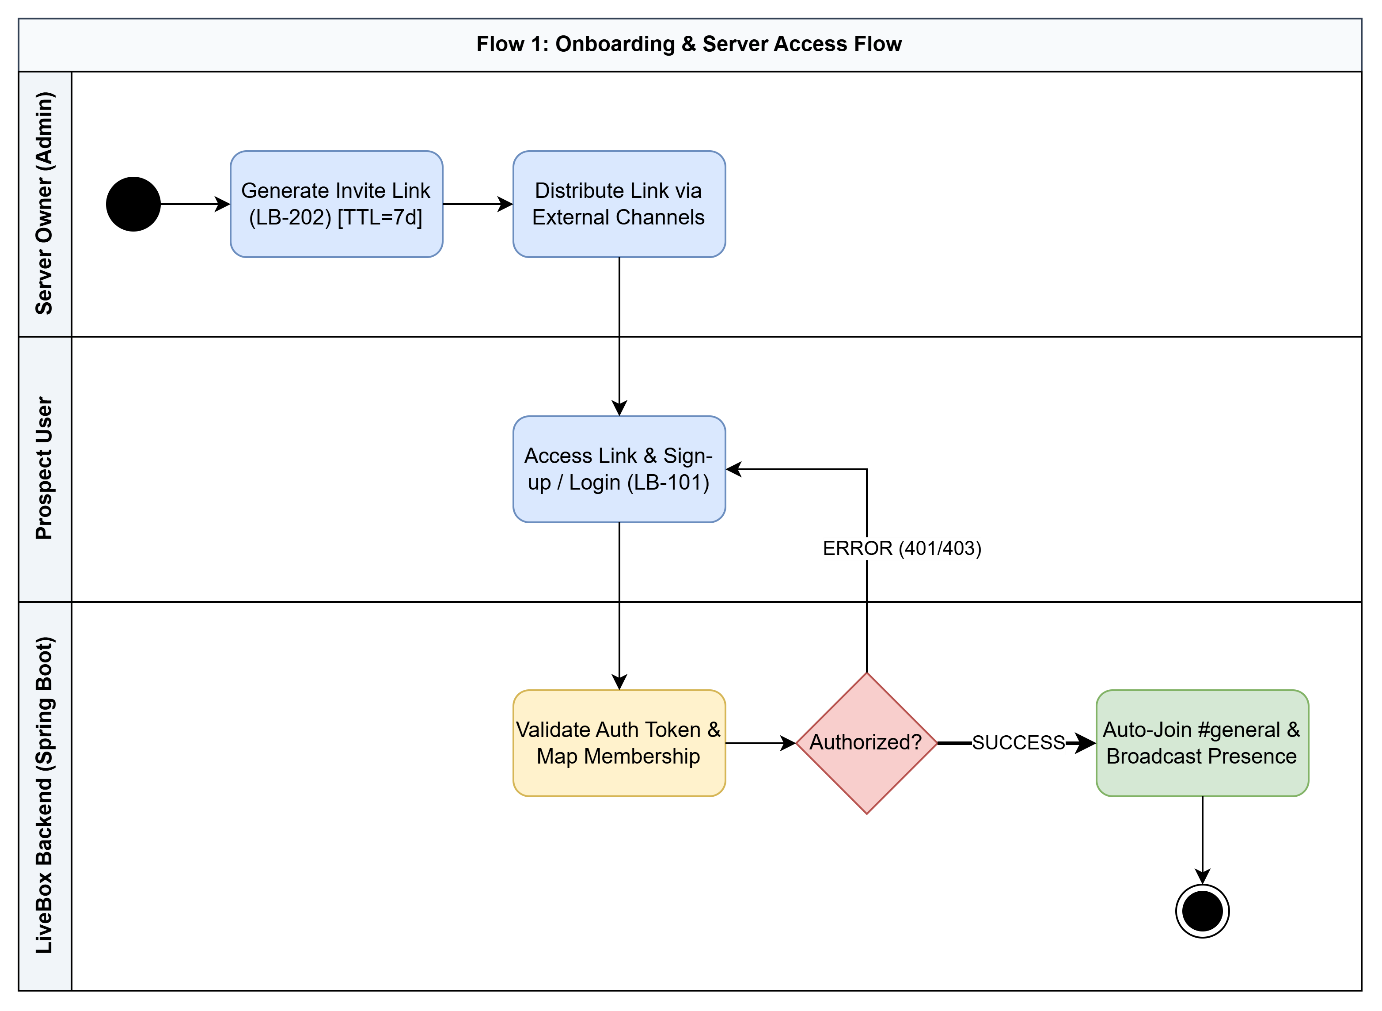 Flow 1: Onboarding & Server Access Flow
Server Owner (Admin)
Generate Invite Link
(LB-202) [TTL=7d]
Distribute Link via
External Channels
Prospect User
Access Link & Sign-
up / Login (LB-101)
ERROR (401/403)
LiveBox Backend (Spring Boot)
Validate Auth Token &
Map Membership
Authorized?
SUCCESS
Auto-Join #general &
Broadcast Presence